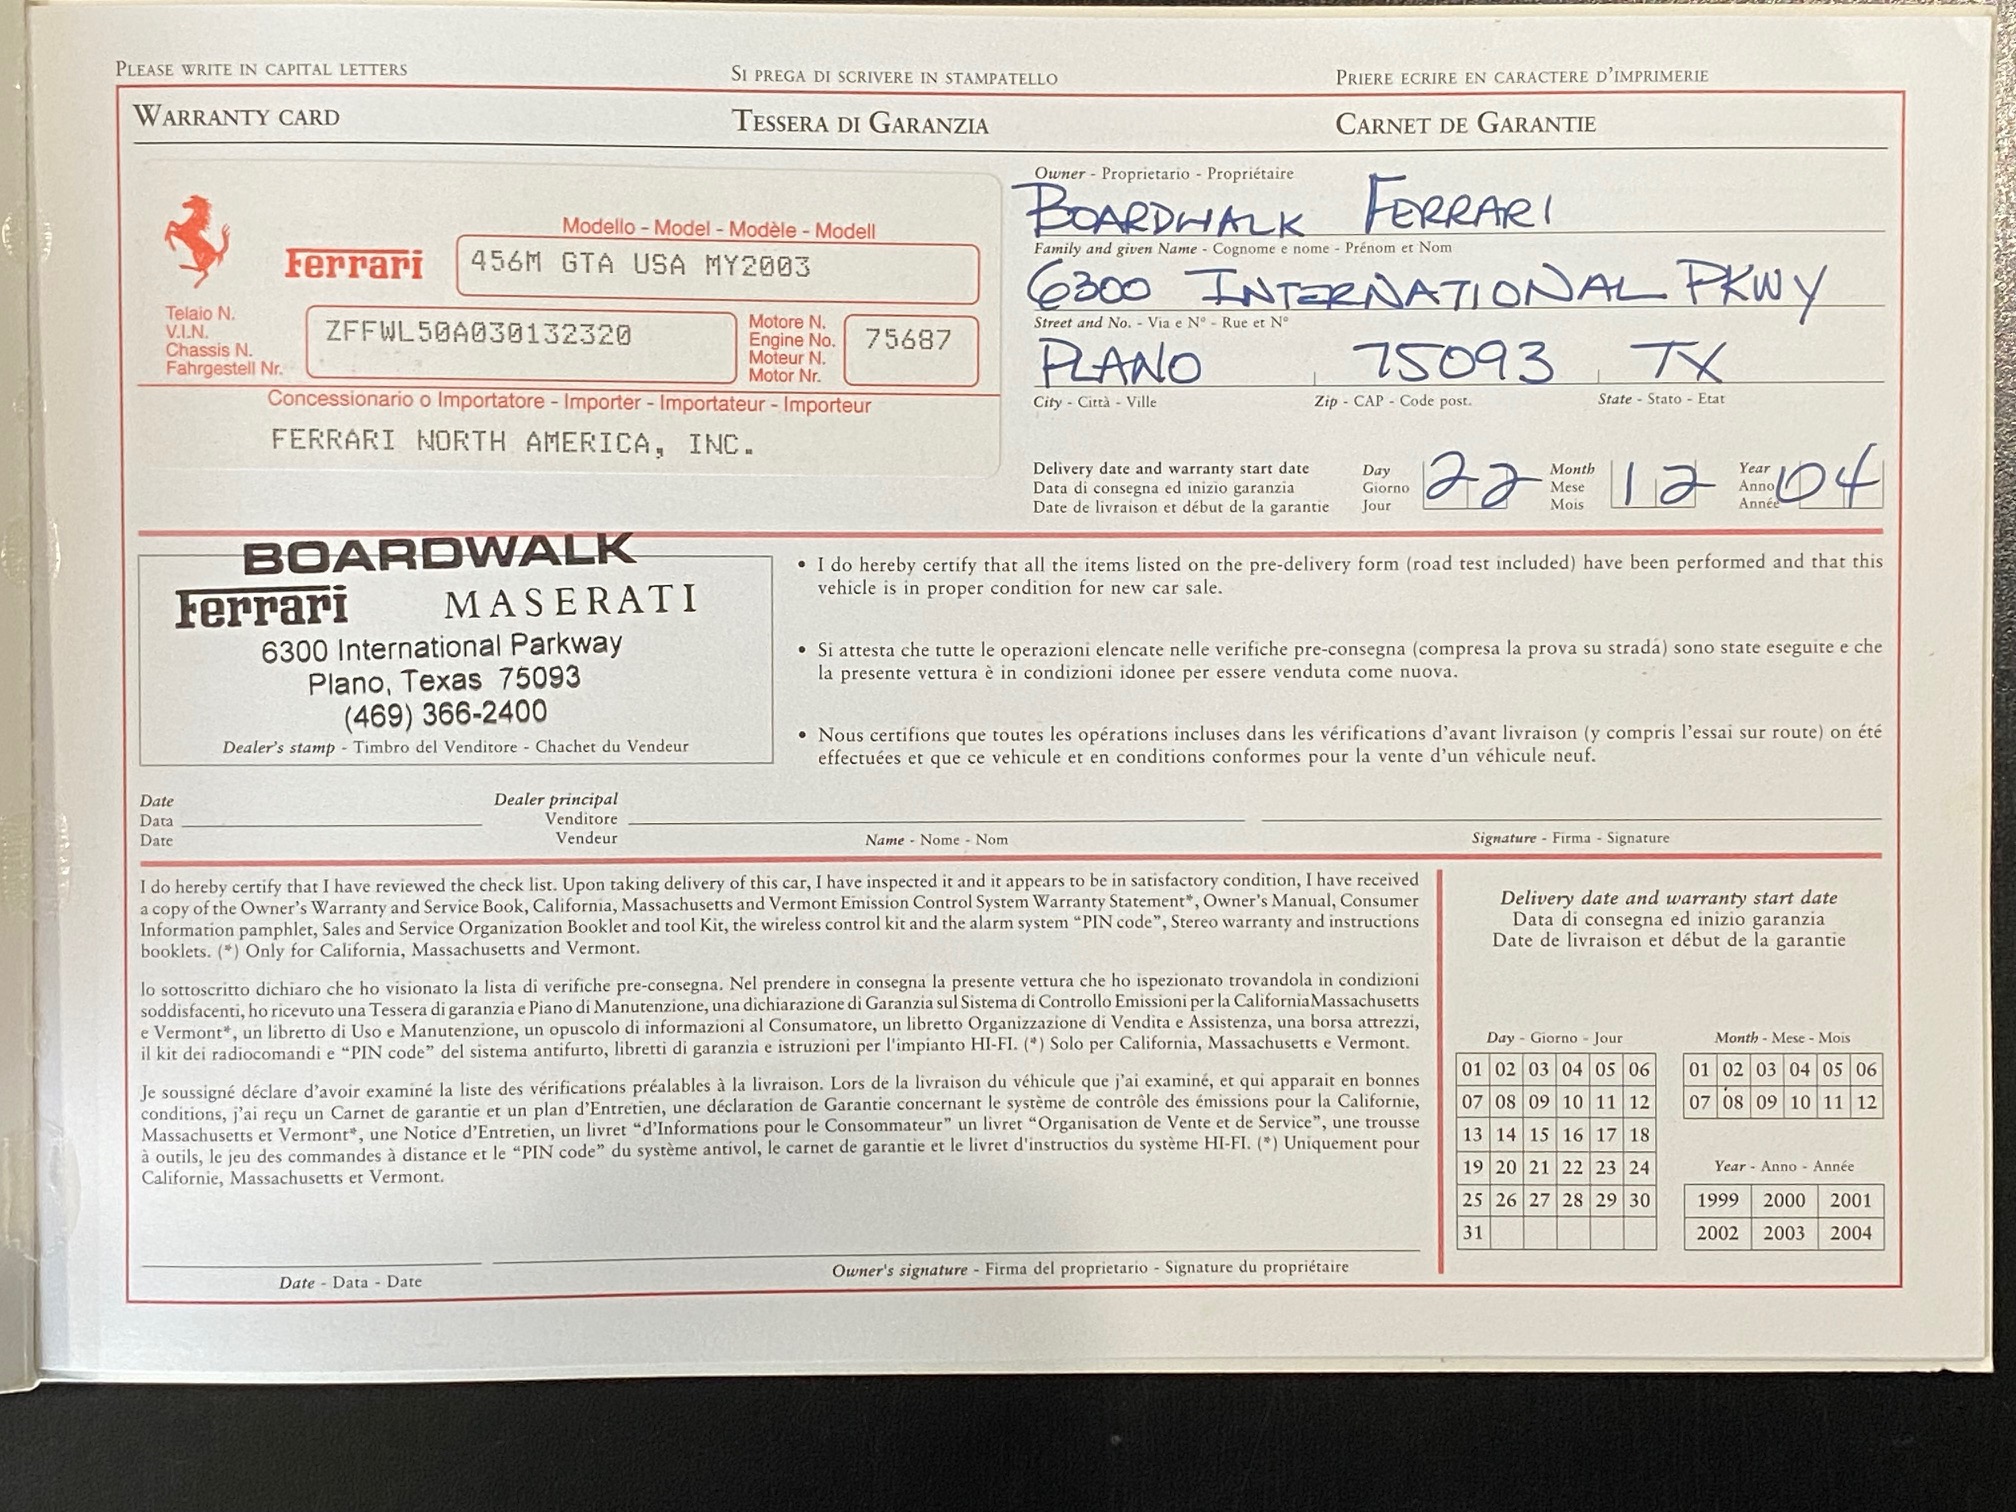 PLEASE WRITE IN CAPITAL LETTERS
SI PREGA DI SCRIVERE IN STAMPATELLO
PRIERE ECRIRE EN CARACTERE D'IMPRIMERIE
WARRANTY CARD
TESSERA DI GARANZIA
CARNET DE GARANTIE
Ferrari
Modello - Model - Modèle - Modell
456M GTA USA MY2003
Telaio N.
V.I.N.
Chassis N.
Fahrgestell Nr.
ZFFWL50A030132320
Motore N.
Engine No.
Moteur N.
Motor Nr.
75687
Concessionario o Importatore - Importer - Importateur - Importeur
FERRARI NORTH AMERICA, INC.
Owner - Proprietario - Propriétaire
BOARDWALK FERRARI
Family and given Name - Cognome e nome - Prénom et Nom
6300 INTERNATIONAL PKWY
Street and No. - Via e N° - Rue et N°
PLANO 75093 TX
City - Città - Ville
Zip - CAP - Code post.
State - Stato - Etat
Delivery date and warranty start date
Data di consegna ed inizio garanzia
Date de livraison et début de la garantie
Day
Giorno
Jour
22
Month
Mese
Mois
12
Year
Anno
Année
04
BOARDWALK
Ferrari MASERATI
6300 International Parkway
Plano, Texas 75093
(469) 366-2400
Dealer's stamp - Timbro del Venditore - Chachet du Vendeur
• I do hereby certify that all the items listed on the pre-delivery form (road test included) have been performed and that this
vehicle is in proper condition for new car sale.
• Si attesta che tutte le operazioni elencate nelle verifiche pre-consegna (compresa la prova su strada) sono state eseguite e che
la presente vettura è in condizioni idonee per essere venduta come nuova.
• Nous certifions que toutes les opérations incluses dans les vérifications d'avant livraison (y compris l'essai sur route) on été
effectuées et que ce vehicule et en conditions conformes pour la vente d'un véhicule neuf.
Date
Data
Date
Dealer principal
Venditore
Vendeur
Name - Nome - Nom
Signature - Firma - Signature
I do hereby certify that I have reviewed the check list. Upon taking delivery of this car, I have inspected it and it appears to be in satisfactory condition, I have received
a copy of the Owner's Warranty and Service Book, California, Massachusetts and Vermont Emission Control System Warranty Statement*, Owner's Manual, Consumer
Information pamphlet, Sales and Service Organization Booklet and tool Kit, the wireless control kit and the alarm system "PIN code", Stereo warranty and instructions
booklets. (*) Only for California, Massachusetts and Vermont.
lo sottoscritto dichiaro che ho visionato la lista di verifiche pre-consegna. Nel prendere in consegna la presente vettura che ho ispezionato trovandola in condizioni
soddisfacenti, ho ricevuto una Tessera di garanzia e Piano di Manutenzione, una dichiarazione di Garanzia sul Sistema di Controllo Emissioni per la CaliforniaMassachusetts
e Vermont*, un libretto di Uso e Manutenzione, un opuscolo di informazioni al Consumatore, un libretto Organizzazione di Vendita e Assistenza, una borsa attrezzi,
il kit dei radiocomandi e "PIN code" del sistema antifurto, libretti di garanzia e istruzioni per l'impianto HI-FI. (*) Solo per California, Massachusetts e Vermont.
Je soussigné déclare d'avoir examiné la liste des vérifications préalables à la livraison. Lors de la livraison du véhicule que j'ai examiné, et qui apparait en bonnes
conditions, j'ai reçu un Carnet de garantie et un plan d'Entretien, une déclaration de Garantie concernant le système de contrôle des émissions pour la Californie,
Massachusetts et Vermont*, une Notice d'Entretien, un livret "d'Informations pour le Consommateur" un livret "Organisation de Vente et de Service", une trousse
à outils, le jeu des commandes à distance et le "PIN code" du système antivol, le carnet de garantie et le livret d'instructios du système HI-FI. (*) Uniquement pour
Californie, Massachusetts et Vermont.
Date - Data - Date
Owner's signature - Firma del proprietario - Signature du propriétaire
Delivery date and warranty start date
Data di consegna ed inizio garanzia
Date de livraison et début de la garantie
Day - Giorno - Jour
01 02 03 04 05 06
07 08 09 10 11 12
13 14 15 16 17 18
19 20 21 22 23 24
25 26 27 28 29 30
31
Month - Mese - Mois
01 02 03 04 05 06
07 08 09 10 11 12
Year - Anno - Année
1999 2000 2001
2002 2003 2004